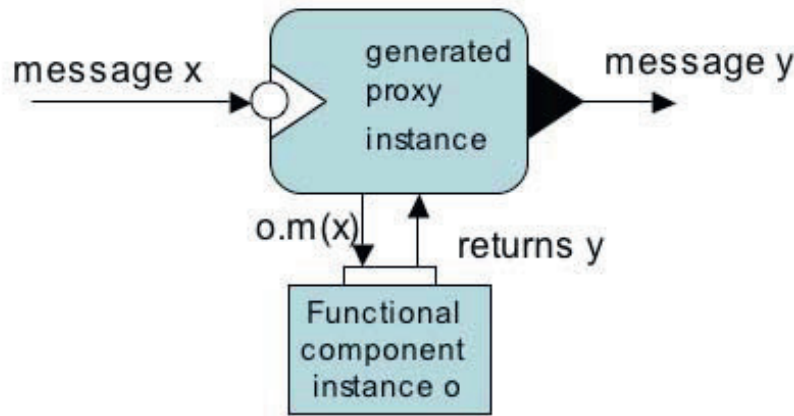 message x
generated
proxy
instance
message y
o.m(x)
returns y
Functional
component
instance o